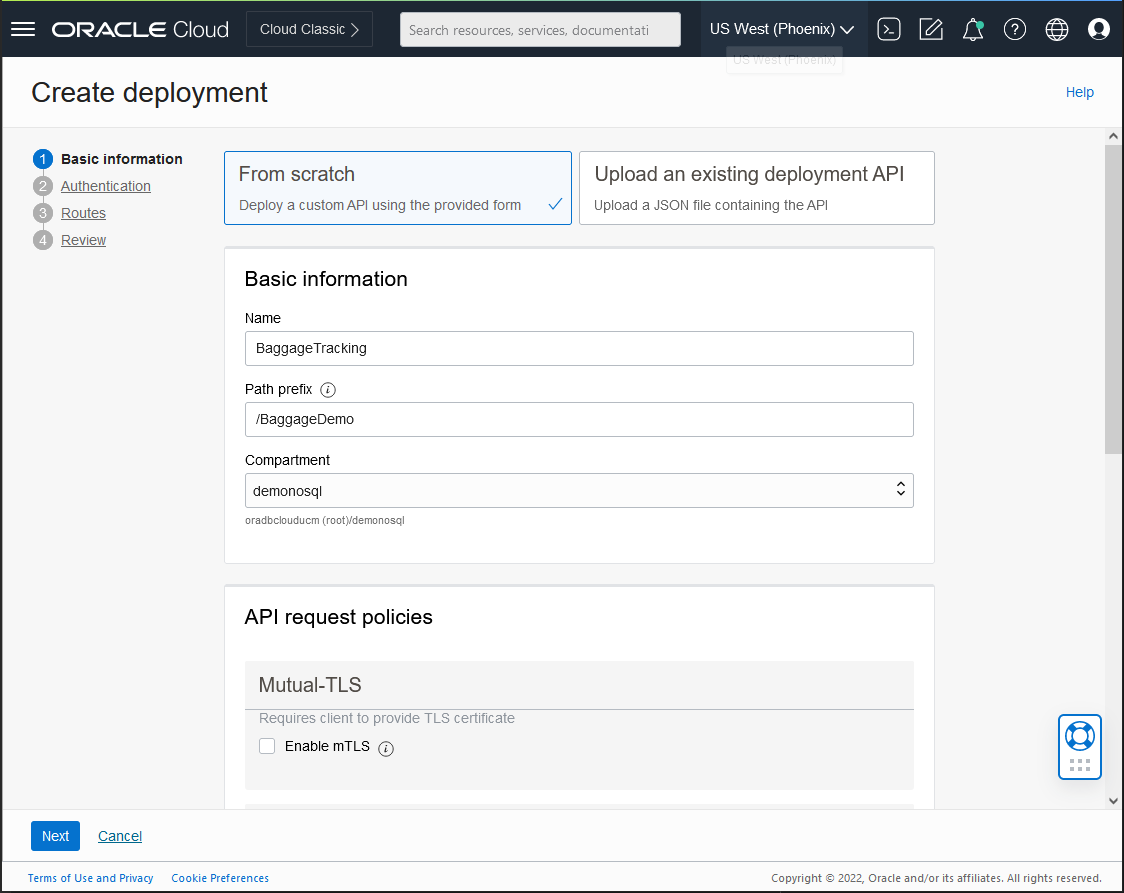 ORACLE Cloud
Cloud Classic
Search resources, services, documentati
US West (Phoenix)
US West (Phoenix)
Create deployment
Help
1 Basic information
2 Authentication
3 Routes
4 Review
From scratch
Deploy a custom API using the provided form
Upload an existing deployment API
Upload a JSON file containing the API
Basic information
Name
BaggageTracking
Path prefix
/BaggageDemo
Compartment
demonosql
oradbclouducm (root)/demonosql
API request policies
Mutual-TLS
Requires client to provide TLS certificate
Enable mTLS
Next
Cancel
Terms of Use and Privacy
Cookie Preferences
Copyright © 2022, Oracle and/or its affiliates. All rights reserved.